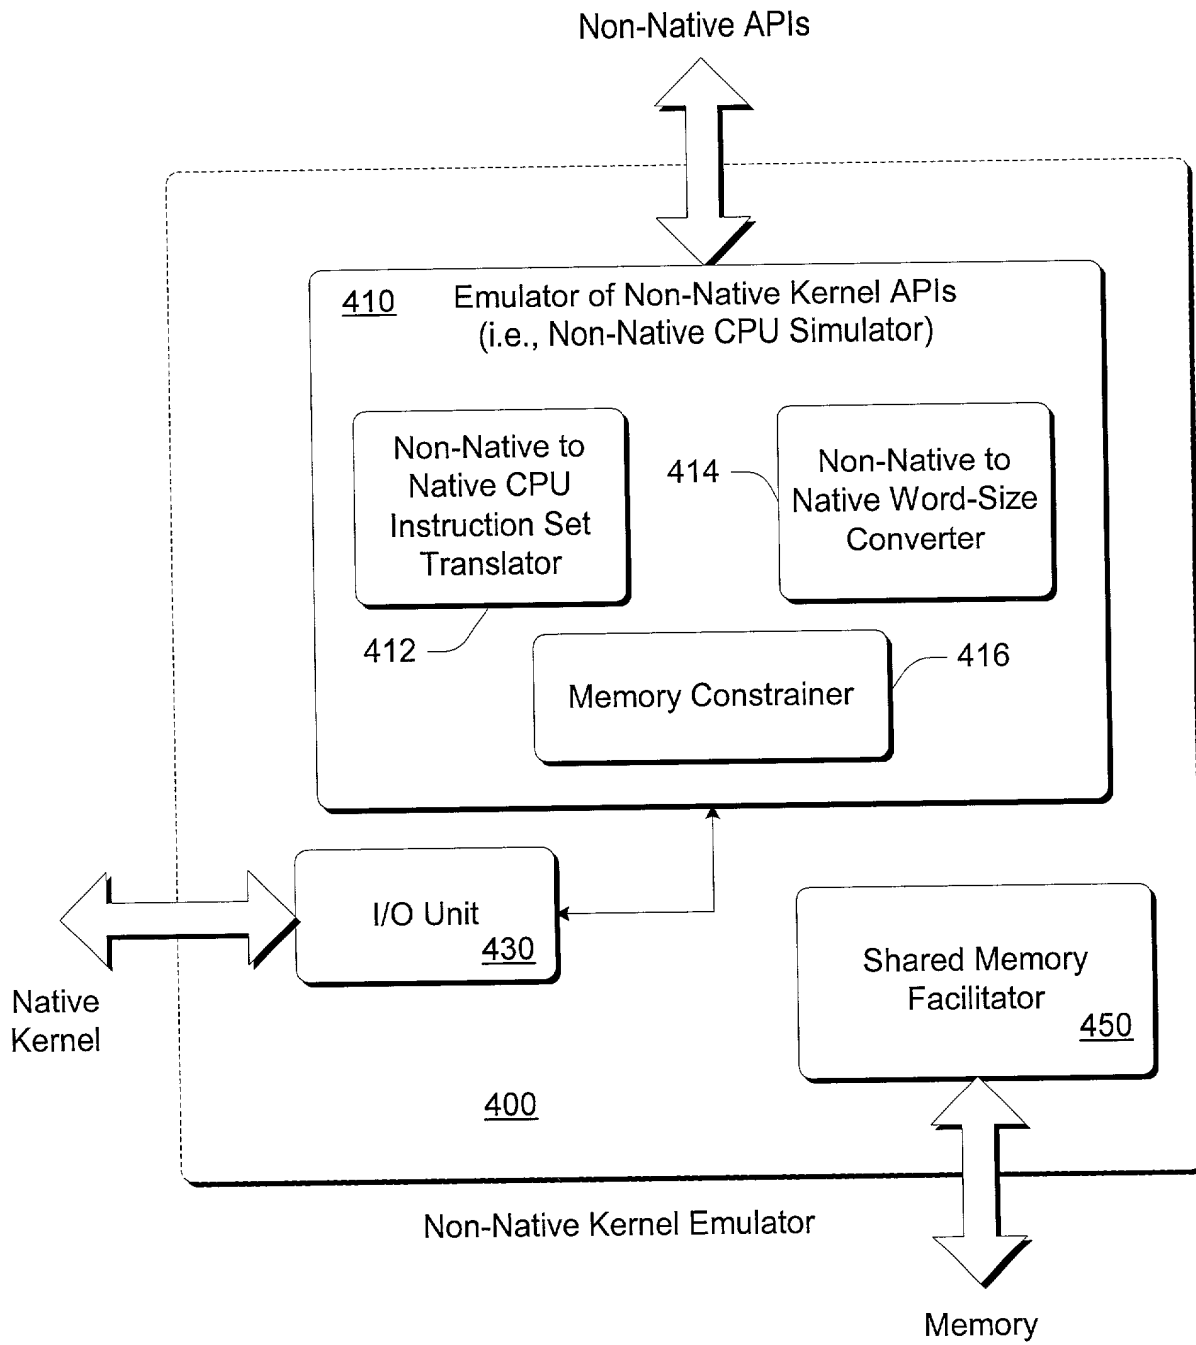 Non-Native APIs
410 Emulator of Non-Native Kernel APIs
(i.e., Non-Native CPU Simulator)
Non-Native to
Native CPU
Instruction Set
Translator
412
414
Non-Native to
Native Word-Size
Converter
Memory Constrainer
416
I/O Unit
430
Native
Kernel
Shared Memory
Facilitator
450
400
Non-Native Kernel Emulator
Memory